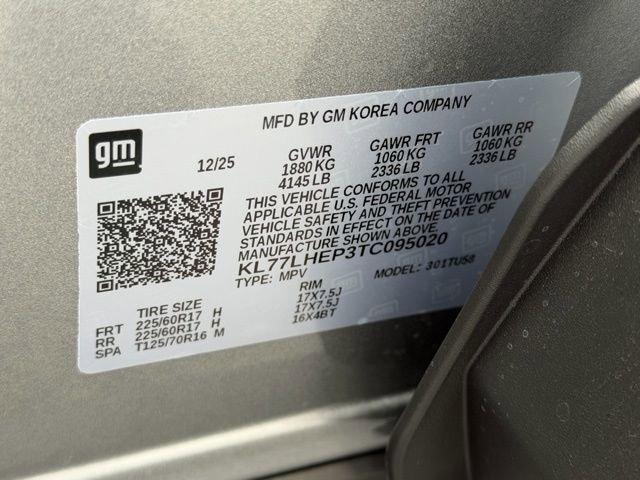 MFD BY GM KOREA COMPANY
gm
12/25 GVWR GAWR FRT GAWR RR
1880 KG 1060 KG 1060 KG
4145 LB 2336 LB 2336 LB
THIS VEHICLE CONFORMS TO ALL
APPLICABLE U.S. FEDERAL MOTOR
VEHICLE SAFETY AND THEFT PREVENTION
STANDARDS IN EFFECT ON THE DATE OF
MANUFACTURE SHOWN ABOVE.
KL77LHEP3TC095020
TYPE: MPV MODEL: 301TU58
TIRE SIZE RIM
FRT 225/60R17 H 17X7.5J
RR 225/60R17 H 17X7.5J
SPA T125/70R16 M 16X4BT